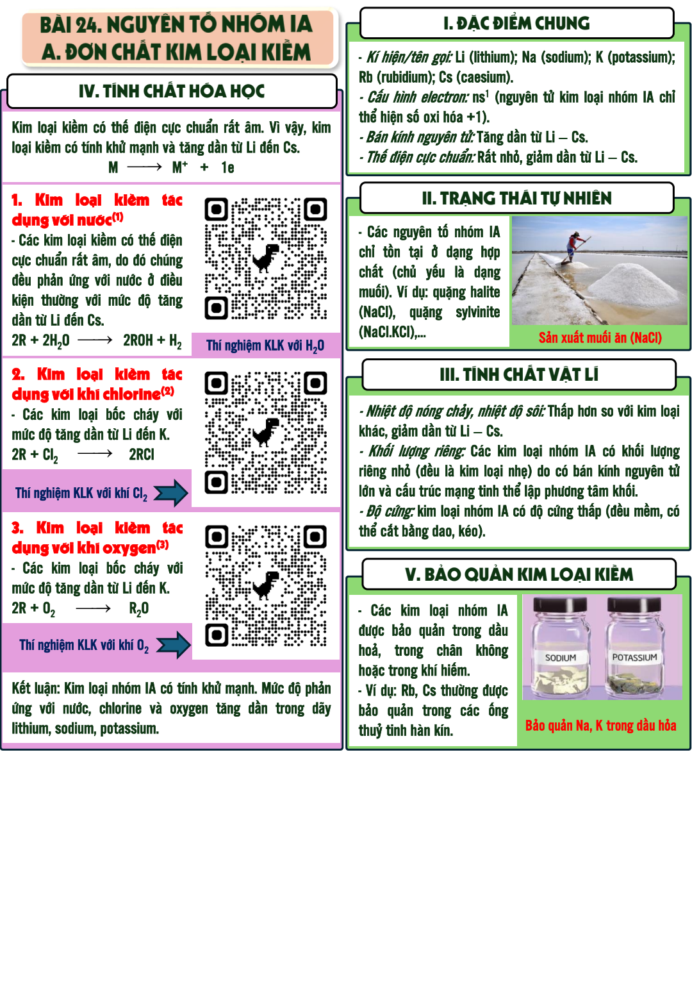 BÀI 24. NGUYÊN TỐ NHÓM IA
A. ĐƠN CHẤT KIM LOẠI KIỀM
IV. TÍNH CHẤT HÓA HỌC
Kim loại kiềm có thế điện cực chuẩn rất âm. Vì vậy, kim
loại kiềm có tính khử mạnh và tăng dần từ Li đến Cs.
M ⟶ M⁺ + 1e
1. Kim loại kiềm tác
dụng với nước⁽¹⁾
- Các kim loại kiềm có thế điện
cực chuẩn rất âm, do đó chúng
đều phản ứng với nước ở điều
kiện thường với mức độ tăng
dần từ Li đến Cs.
2R + 2H₂O ⟶ 2ROH + H₂
Thí nghiệm KLK với H₂O
2. Kim loại kiềm tác
dụng với khí chlorine⁽²⁾
- Các kim loại bốc cháy với
mức độ tăng dần từ Li đến K.
2R + Cl₂ ⟶ 2RCl
Thí nghiệm KLK với khí Cl₂
3. Kim loại kiềm tác
dụng với khí oxygen⁽³⁾
- Các kim loại bốc cháy với
mức độ tăng dần từ Li đến K.
2R + O₂ ⟶ R₂O
Thí nghiệm KLK với khí O₂
Kết luận: Kim loại nhóm IA có tính khử mạnh. Mức độ phản
ứng với nước, chlorine và oxygen tăng dần trong dãy
lithium, sodium, potassium.
I. ĐẶC ĐIỂM CHUNG
- Kí hiện/tên gọi: Li (lithium); Na (sodium); K (potassium);
Rb (rubidium); Cs (caesium).
- Cấu hình electron: ns¹ (nguyên tử kim loại nhóm IA chỉ
thể hiện số oxi hóa +1).
- Bán kính nguyên tử: Tăng dần từ Li – Cs.
- Thế điện cực chuẩn: Rất nhỏ, giảm dần từ Li – Cs.
II. TRẠNG THÁI TỰ NHIÊN
- Các nguyên tố nhóm IA
chỉ tồn tại ở dạng hợp
chất (chủ yếu là dạng
muối). Ví dụ: quặng halite
(NaCl), quặng sylvinite
(NaCl.KCl),...
Sản xuất muối ăn (NaCl)
III. TÍNH CHẤT VẬT LÍ
- Nhiệt độ nóng chảy, nhiệt độ sôi: Thấp hơn so với kim loại
khác, giảm dần từ Li – Cs.
- Khối lượng riêng: Các kim loại nhóm IA có khối lượng
riêng nhỏ (đều là kim loại nhẹ) do có bán kính nguyên tử
lớn và cấu trúc mạng tinh thể lập phương tâm khối.
- Độ cứng: kim loại nhóm IA có độ cứng thấp (đều mềm, có
thể cắt bằng dao, kéo).
V. BẢO QUẢN KIM LOẠI KIỀM
- Các kim loại nhóm IA
được bảo quản trong dầu
hoả, trong chân không
hoặc trong khí hiếm.
- Ví dụ: Rb, Cs thường được
bảo quản trong các ống
thuỷ tinh hàn kín.
SODIUM
POTASSIUM
Bảo quản Na, K trong dầu hỏa